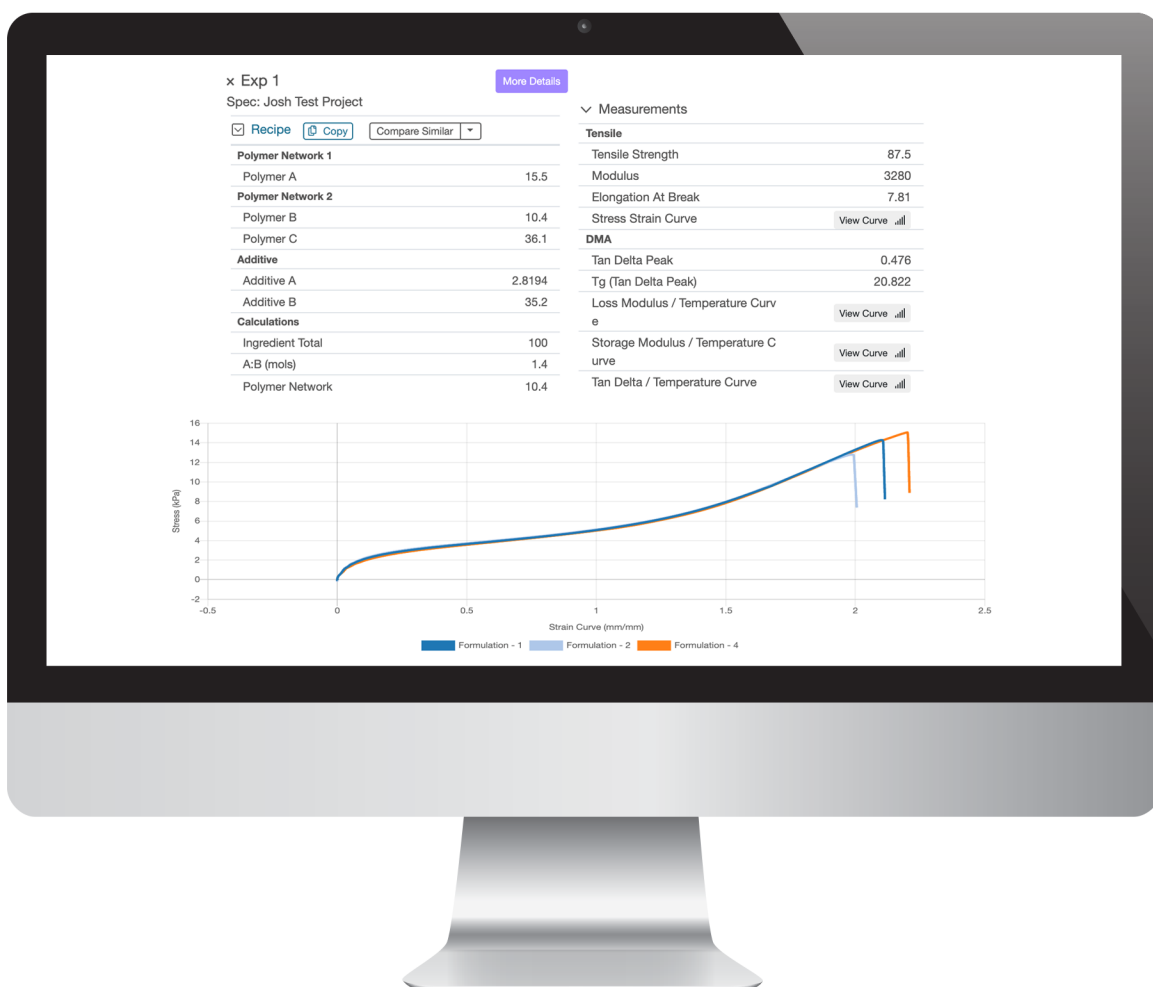 × Exp 1
More Details
Spec: Josh Test Project
Recipe Copy Compare Similar
Polymer Network 1
Polymer A 15.5
Polymer Network 2
Polymer B 10.4
Polymer C 36.1
Additive
Additive A 2.8194
Additive B 35.2
Calculations
Ingredient Total 100
A:B (mols) 1.4
Polymer Network 10.4
Measurements
Tensile
Tensile Strength 87.5
Modulus 3280
Elongation At Break 7.81
Stress Strain Curve View Curve
DMA
Tan Delta Peak 0.476
Tg (Tan Delta Peak) 20.822
Loss Modulus / Temperature Curv
e
View Curve
Storage Modulus / Temperature C
urve
View Curve
Tan Delta / Temperature Curve View Curve
16
14
12
10
8
6
4
2
0
-2
Stress (kPa)
-0.5 0 0.5 1 1.5 2 2.5
Strain Curve (mm/mm)
Formulation - 1 Formulation - 2 Formulation - 4